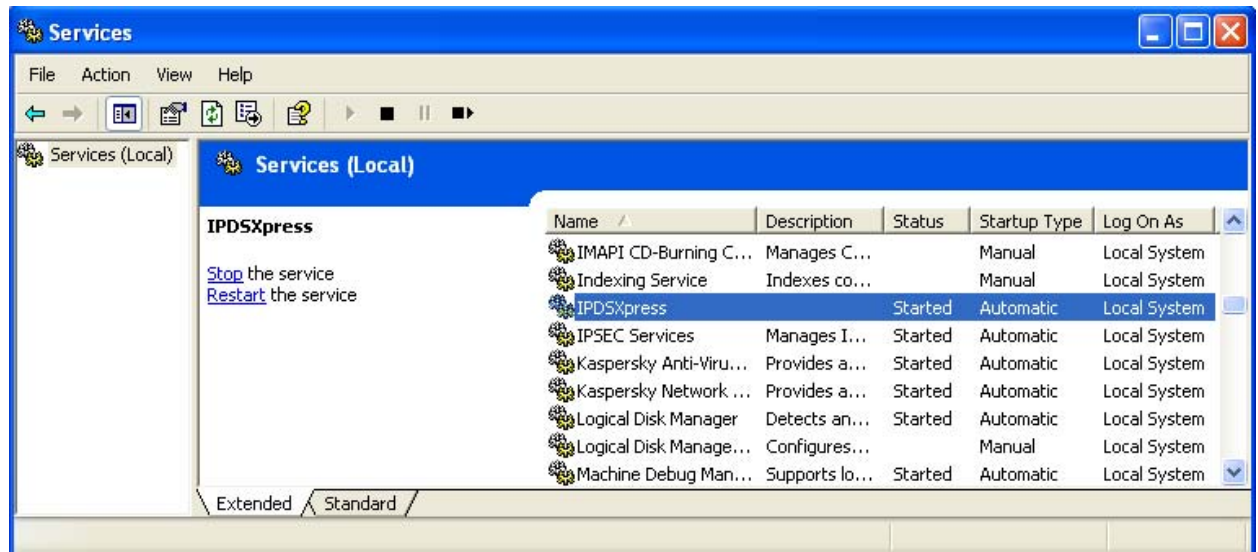 Services
File Action View Help
Services (Local)
Services (Local)
IPDSXpress
Stop the service
Restart the service
Name Description Status Startup Type Log On As
IMAPI CD-Burning C... Manages C... Manual Local System
Indexing Service Indexes co... Manual Local System
IPDSXpress Started Automatic Local System
IPSEC Services Manages I... Started Automatic Local System
Kaspersky Anti-Viru... Provides a... Started Automatic Local System
Kaspersky Network ... Provides a... Started Automatic Local System
Logical Disk Manager Detects an... Started Automatic Local System
Logical Disk Manage... Configures... Manual Local System
Machine Debug Man... Supports lo... Started Automatic Local System
Extended Standard